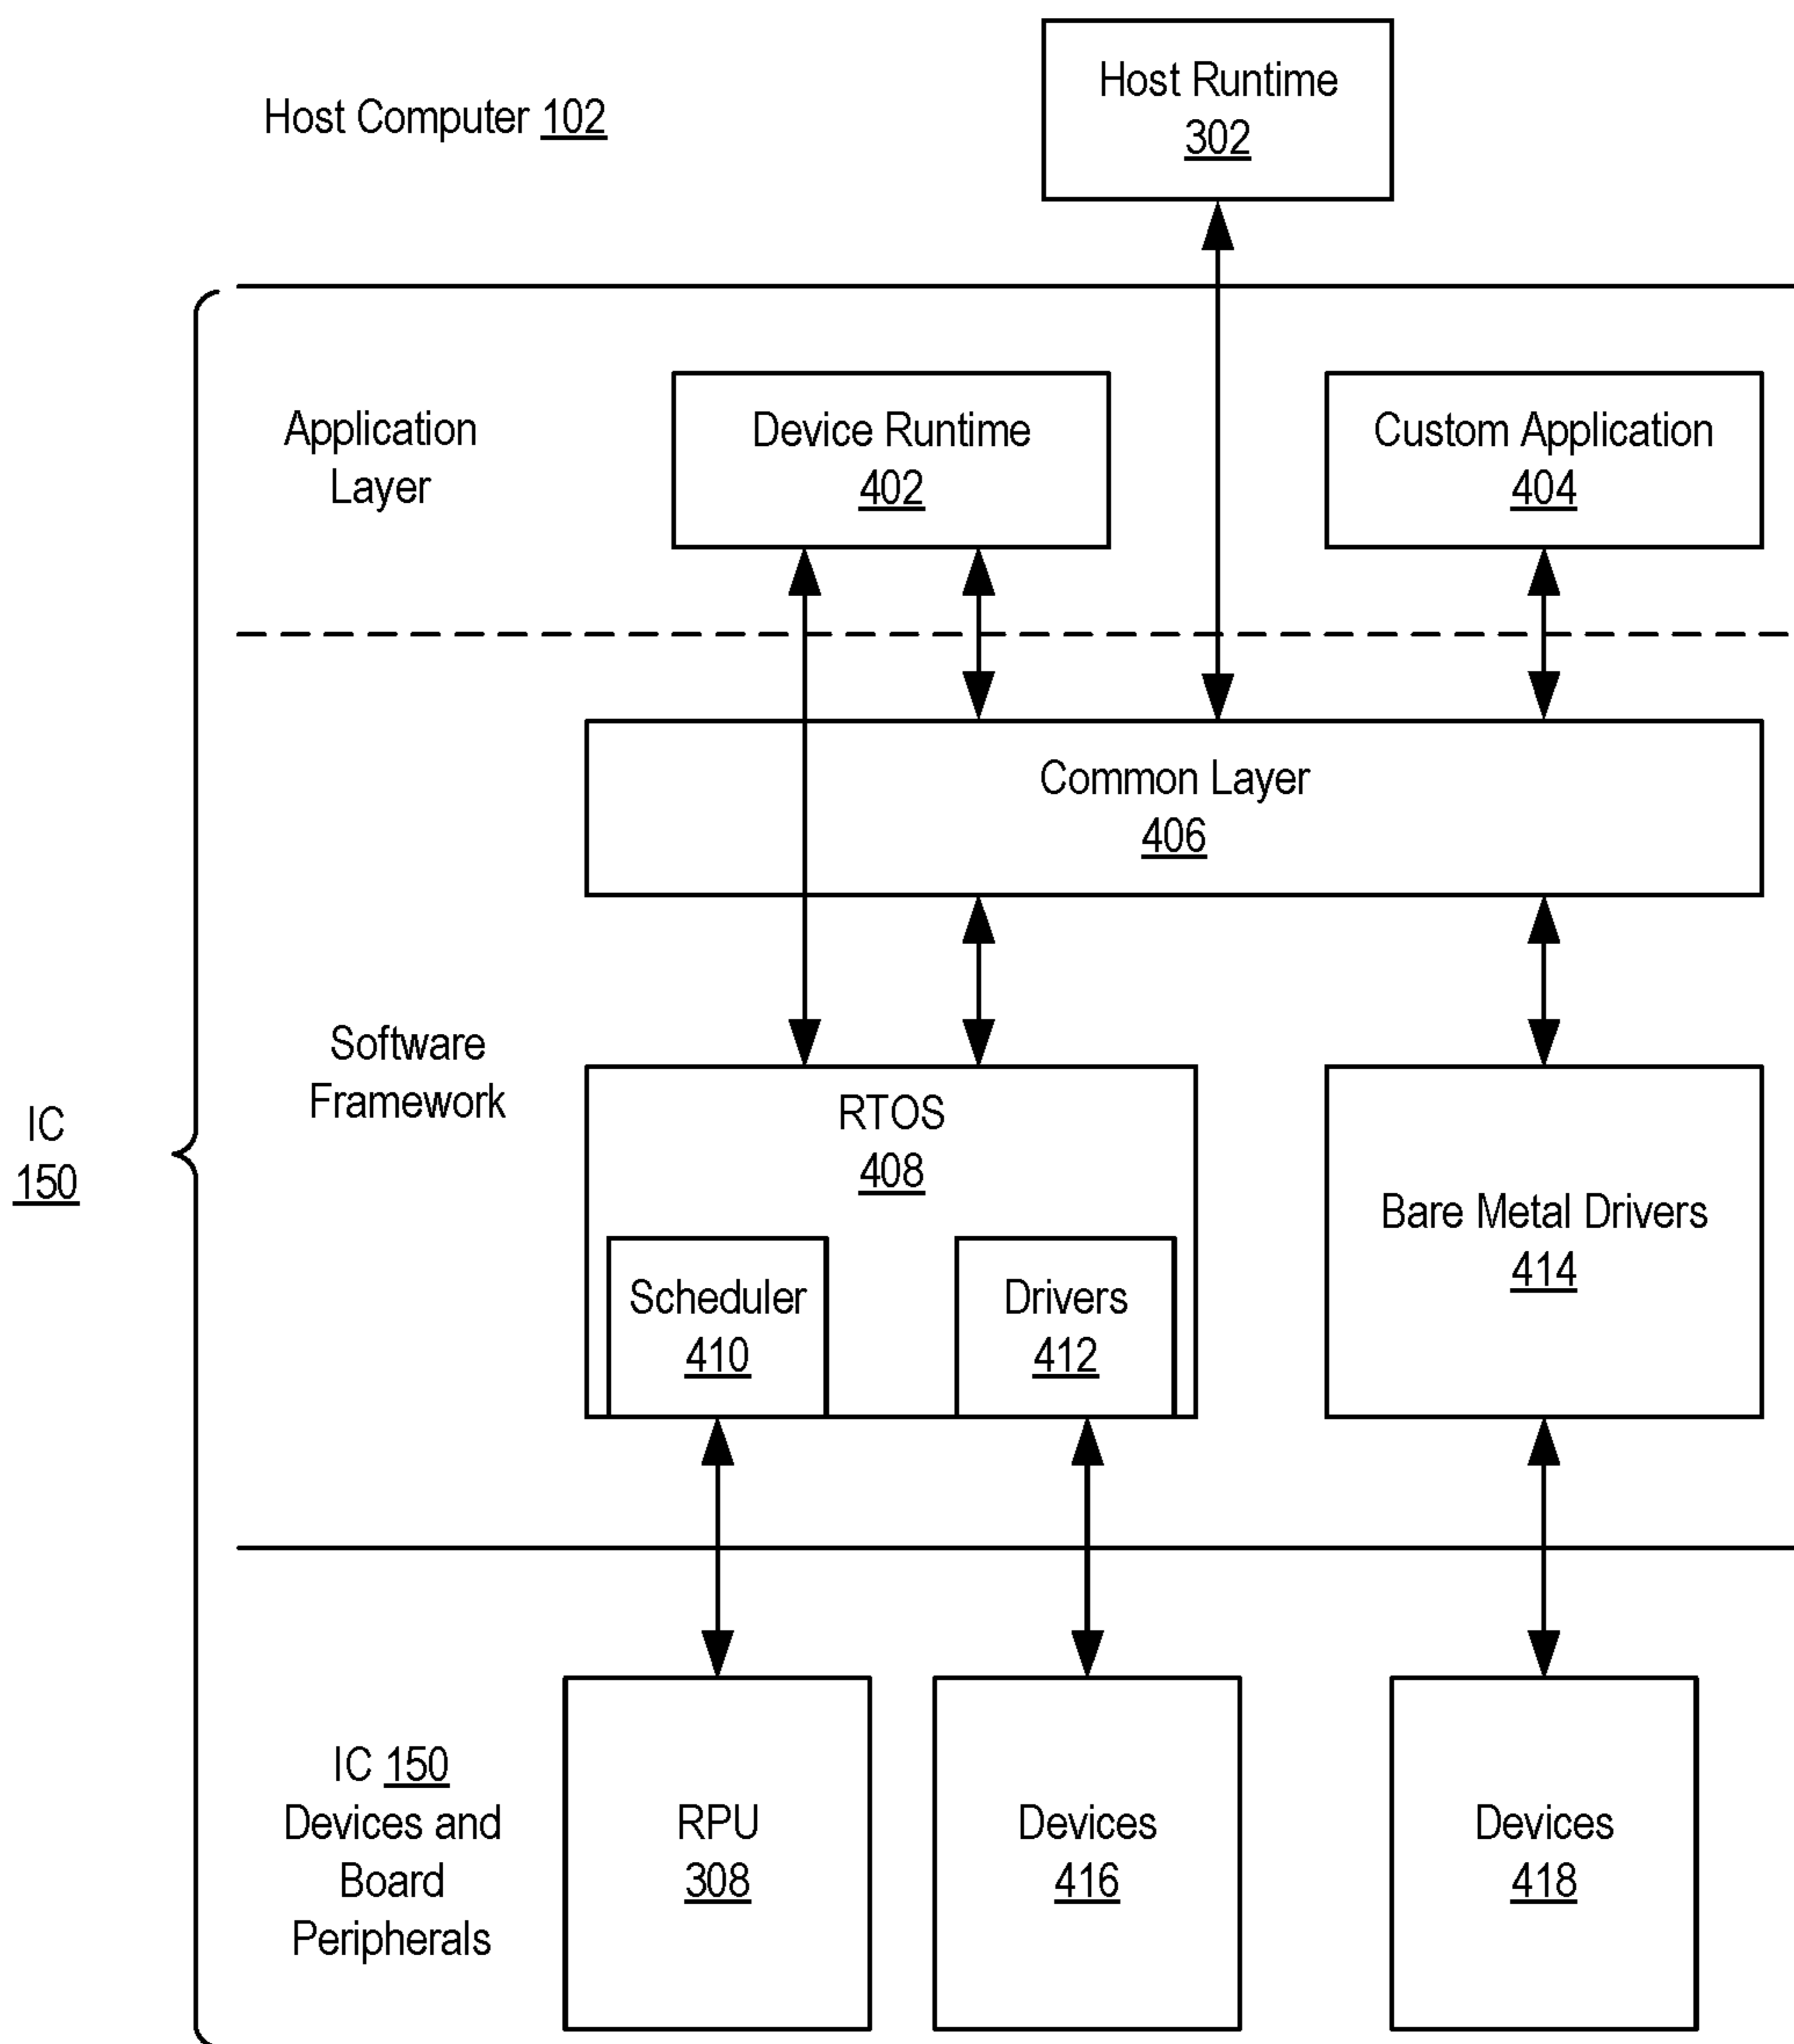 Host Computer 102
Host Runtime
302
Application
Layer
Device Runtime
402
Custom Application
404
Common Layer
406
Software
Framework
IC
150
RTOS
408
Scheduler
410
Drivers
412
Bare Metal Drivers
414
IC 150
Devices and
Board
Peripherals
RPU
308
Devices
416
Devices
418